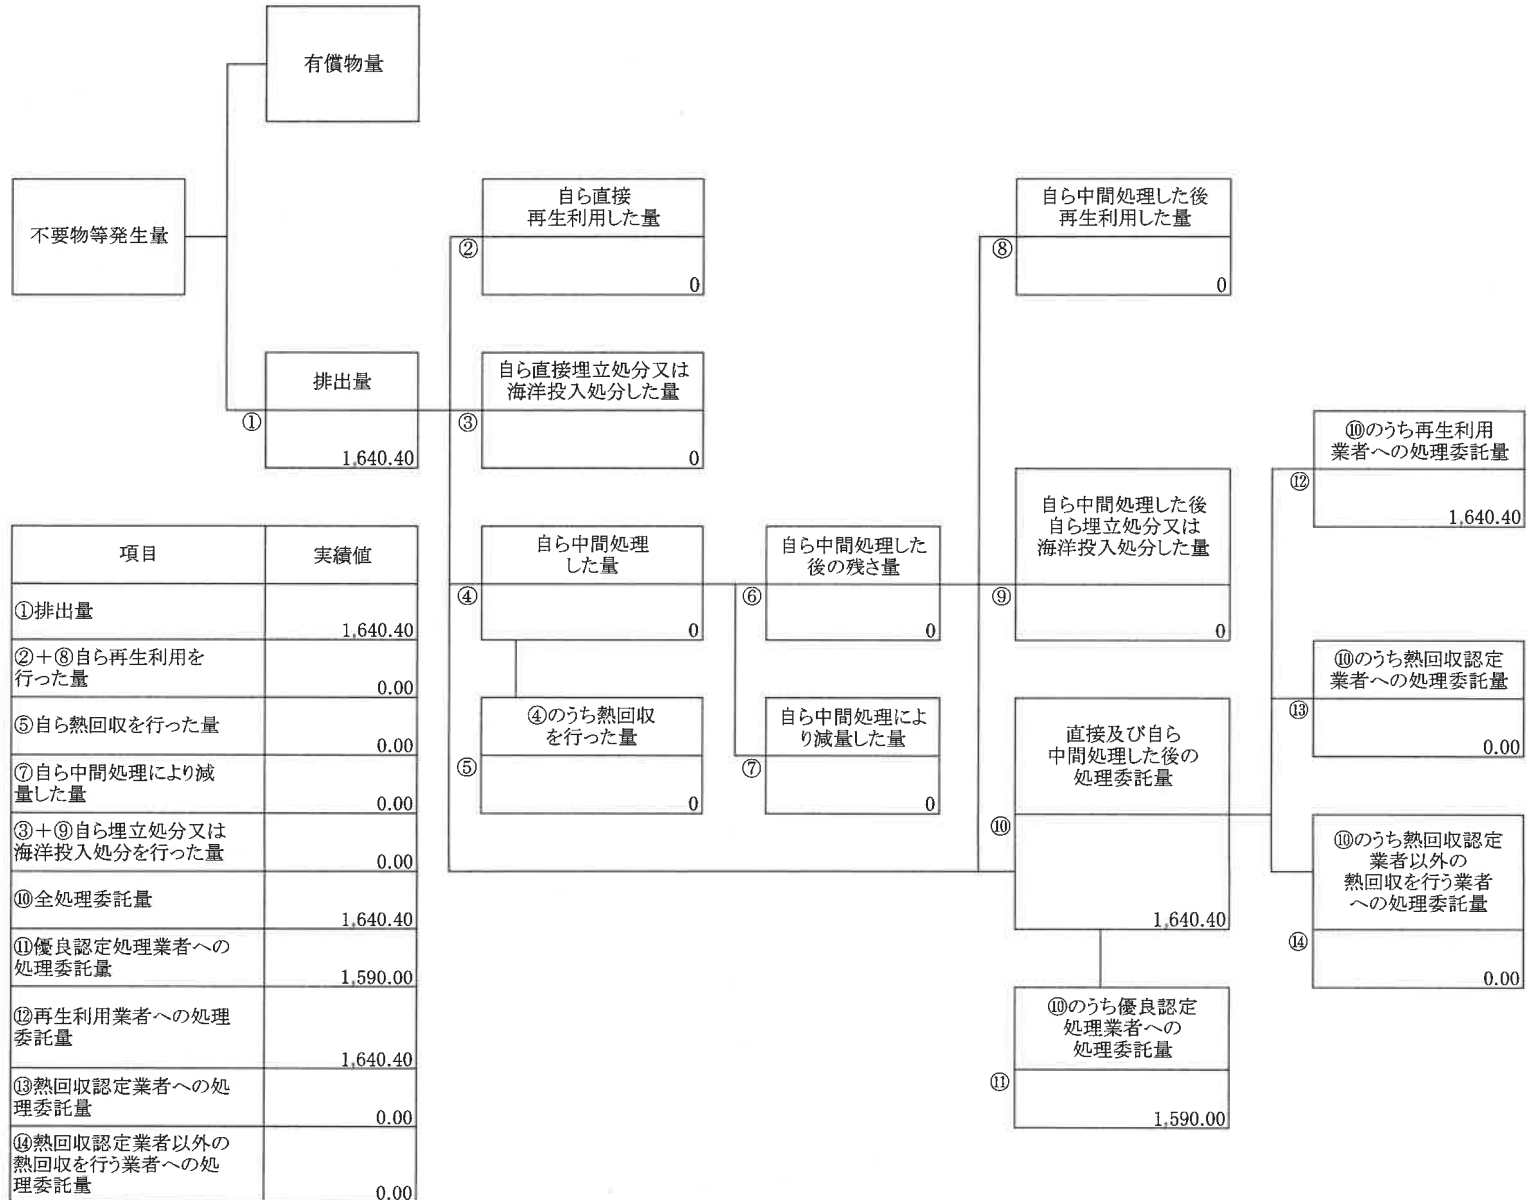 有償物量
不要物等発生量
排出量
①
1,640.40
自ら直接
再生利用した量
②
0
自ら直接埋立処分又は
海洋投入処分した量
③
0
自ら中間処理
した量
④
0
④のうち熱回収
を行った量
⑤
0
自ら中間処理した
後の残さ量
⑥
0
自ら中間処理によ
り減量した量
⑦
0
自ら中間処理した後
再生利用した量
⑧
0
自ら中間処理した後
自ら埋立処分又は
海洋投入処分した量
⑨
0
直接及び自ら
中間処理した後の
処理委託量
⑩
1,640.40
⑩のうち優良認定
処理業者への
処理委託量
⑪
1,590.00
⑩のうち再生利用
業者への処理委託量
⑫
1,640.40
⑩のうち熱回収認定
業者への処理委託量
⑬
0.00
⑩のうち熱回収認定
業者以外の
熱回収を行う業者
への処理委託量
⑭
0.00
項目 実績値
①排出量
1,640.40
②+⑧自ら再生利用を
行った量
0.00
⑤自ら熱回収を行った量
0.00
⑦自ら中間処理により減
量した量
0.00
③+⑨自ら埋立処分又は
海洋投入処分を行った量
0.00
⑩全処理委託量
1,640.40
⑪優良認定処理業者への
処理委託量
1,590.00
⑫再生利用業者への処理
委託量
1,640.40
⑬熱回収認定業者への処
理委託量
0.00
⑭熱回収認定業者以外の
熱回収を行う業者への処
理委託量
0.00